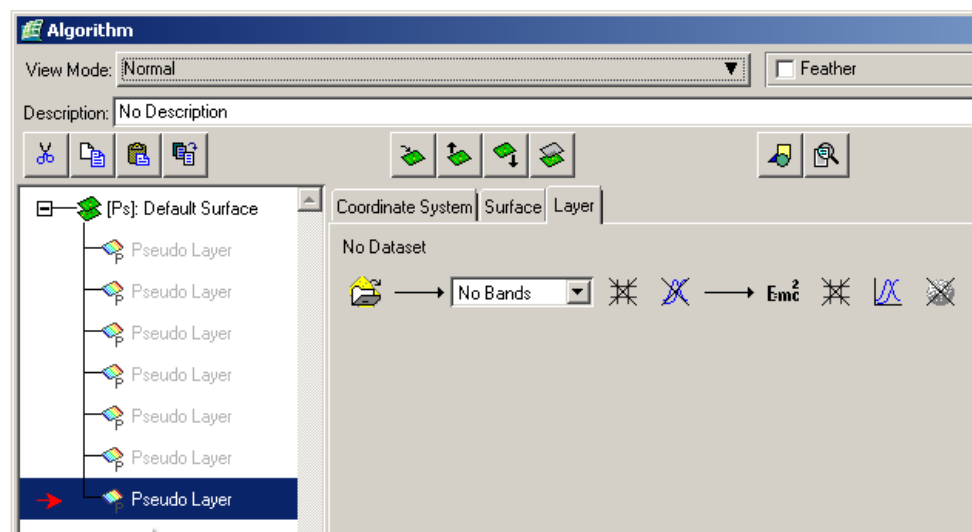 Algorithm
View Mode: Normal Feather
Description: No Description
[Ps]: Default Surface
Coordinate System Surface Layer
Pseudo Layer
No Dataset
Pseudo Layer
No Bands E=mc²
Pseudo Layer
Pseudo Layer
Pseudo Layer
Pseudo Layer
Pseudo Layer